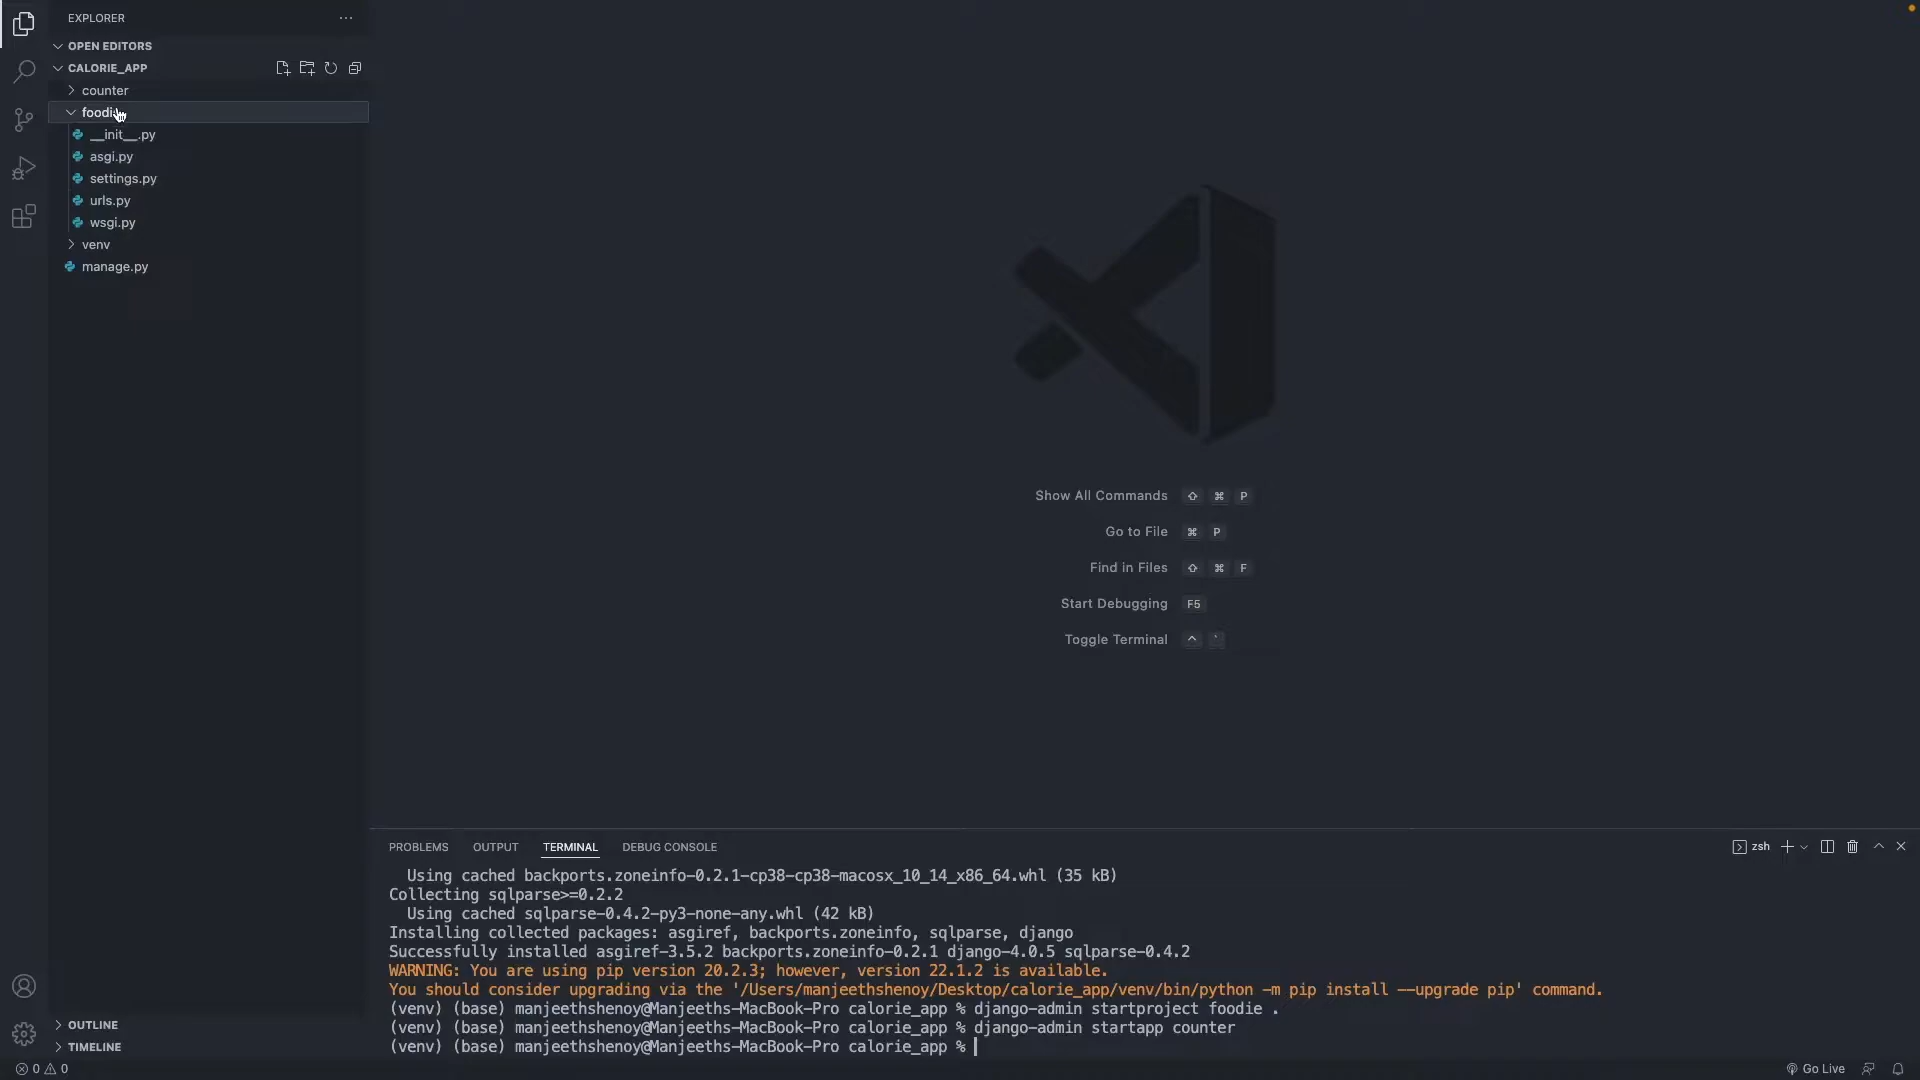 EXPLORER
OPEN EDITORS
CALORIE_APP
counter
__init__.py
asgi.py
settings.py
urls.py
wsgi.py
venv
manage.py
Show All Commands ⇧ ⌘ P
Go to File ⌘ P
Find in Files ⇧ ⌘ F
Start Debugging F5
Toggle Terminal ^ `
PROBLEMS OUTPUT TERMINAL DEBUG CONSOLE zsh
Using cached backports.zoneinfo-0.2.1-cp38-cp38-macosx_10_14_x86_64.whl (35 kB)
Collecting sqlparse>=0.2.2
Using cached sqlparse-0.4.2-py3-none-any.whl (42 kB)
Installing collected packages: asgiref, backports.zoneinfo, sqlparse, django
Successfully installed asgiref-3.5.2 backports.zoneinfo-0.2.1 django-4.0.5 sqlparse-0.4.2
WARNING: You are using pip version 20.2.3; however, version 22.1.2 is available.
You should consider upgrading via the '/Users/manjeethshenoy/Desktop/calorie_app/venv/bin/python -m pip install --upgrade pip' command.
(venv) (base) manjeethshenoy@Manjeeths-MacBook-Pro calorie_app % django-admin startproject foodie .
(venv) (base) manjeethshenoy@Manjeeths-MacBook-Pro calorie_app % django-admin startapp counter
(venv) (base) manjeethshenoy@Manjeeths-MacBook-Pro calorie_app %
OUTLINE
TIMELINE
0 0 Go Live